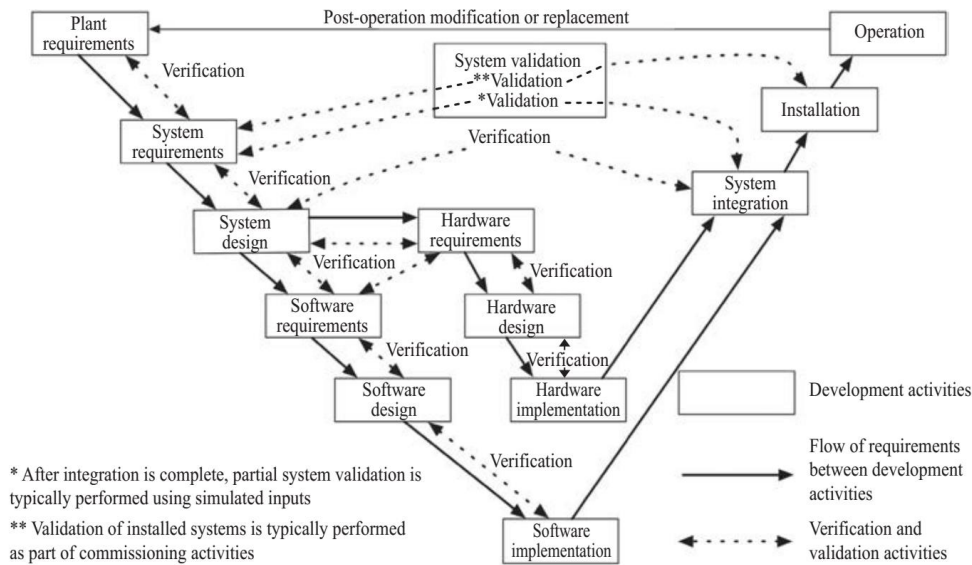 Post-operation modification or replacement
Plant
requirements
Operation
Verification
System validation
**Validation
*Validation
Installation
System
requirements
Verification
Verification
System
integration
System
design
Hardware
requirements
Verification
Verification
Software
requirements
Hardware
design
Verification
Verification
Software
design
Hardware
implementation
Development activities
Verification
Flow of requirements
between development
activities
* After integration is complete, partial system validation is
typically performed using simulated inputs
** Validation of installed systems is typically performed
as part of commissioning activities
Software
implementation
Verification and
validation activities